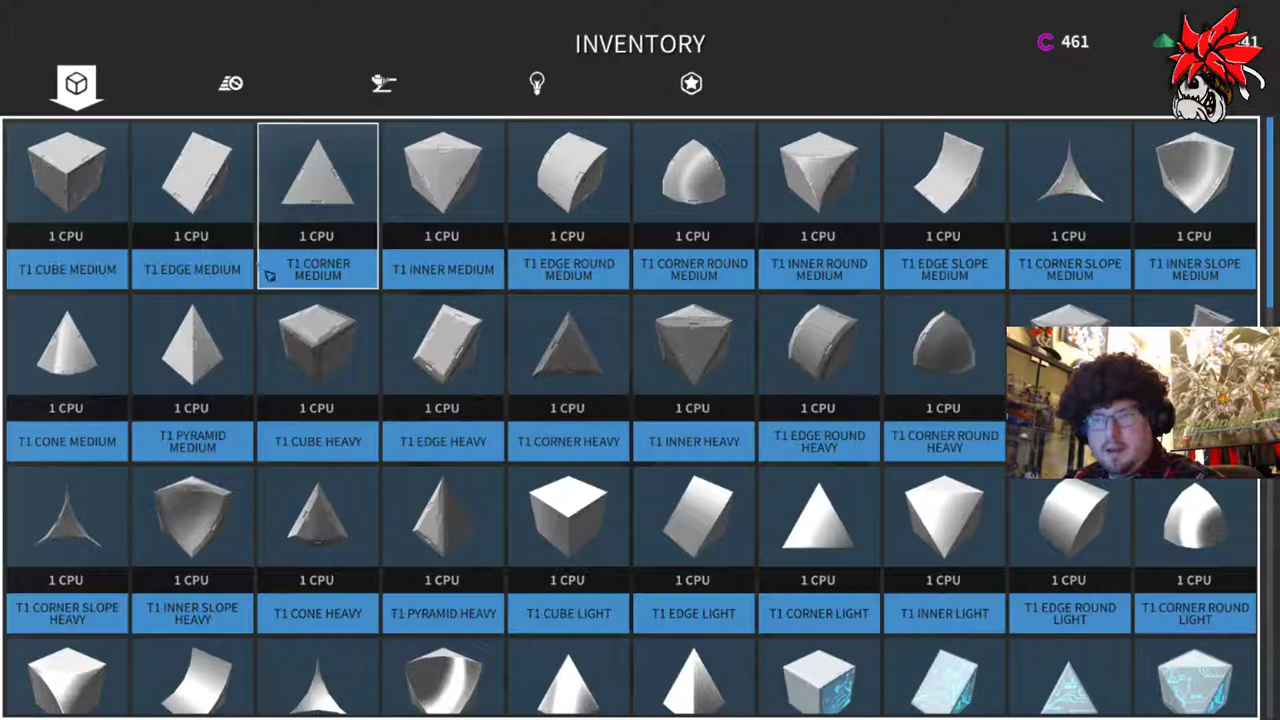 INVENTORY
461
41
1 CPU
1 CPU
1 CPU
1 CPU
1 CPU
1 CPU
1 CPU
1 CPU
1 CPU
1 CPU
T1 CUBE MEDIUM
T1 EDGE MEDIUM
T1 CORNER
MEDIUM
T1 INNER MEDIUM
T1 EDGE ROUND
MEDIUM
T1 CORNER ROUND
MEDIUM
T1 INNER ROUND
MEDIUM
T1 EDGE SLOPE
MEDIUM
T1 CORNER SLOPE
MEDIUM
T1 INNER SLOPE
MEDIUM
1 CPU
1 CPU
1 CPU
1 CPU
1 CPU
1 CPU
1 CPU
1 CPU
T1 CONE MEDIUM
T1 PYRAMID
MEDIUM
T1 CUBE HEAVY
T1 EDGE HEAVY
T1 CORNER HEAVY
T1 INNER HEAVY
T1 EDGE ROUND
HEAVY
T1 CORNER ROUND
HEAVY
1 CPU
1 CPU
1 CPU
1 CPU
1 CPU
1 CPU
1 CPU
1 CPU
1 CPU
1 CPU
T1 CORNER SLOPE
HEAVY
T1 INNER SLOPE
HEAVY
T1 CONE HEAVY
T1 PYRAMID HEAVY
T1 CUBE LIGHT
T1 EDGE LIGHT
T1 CORNER LIGHT
T1 INNER LIGHT
T1 EDGE ROUND
LIGHT
T1 CORNER ROUND
LIGHT